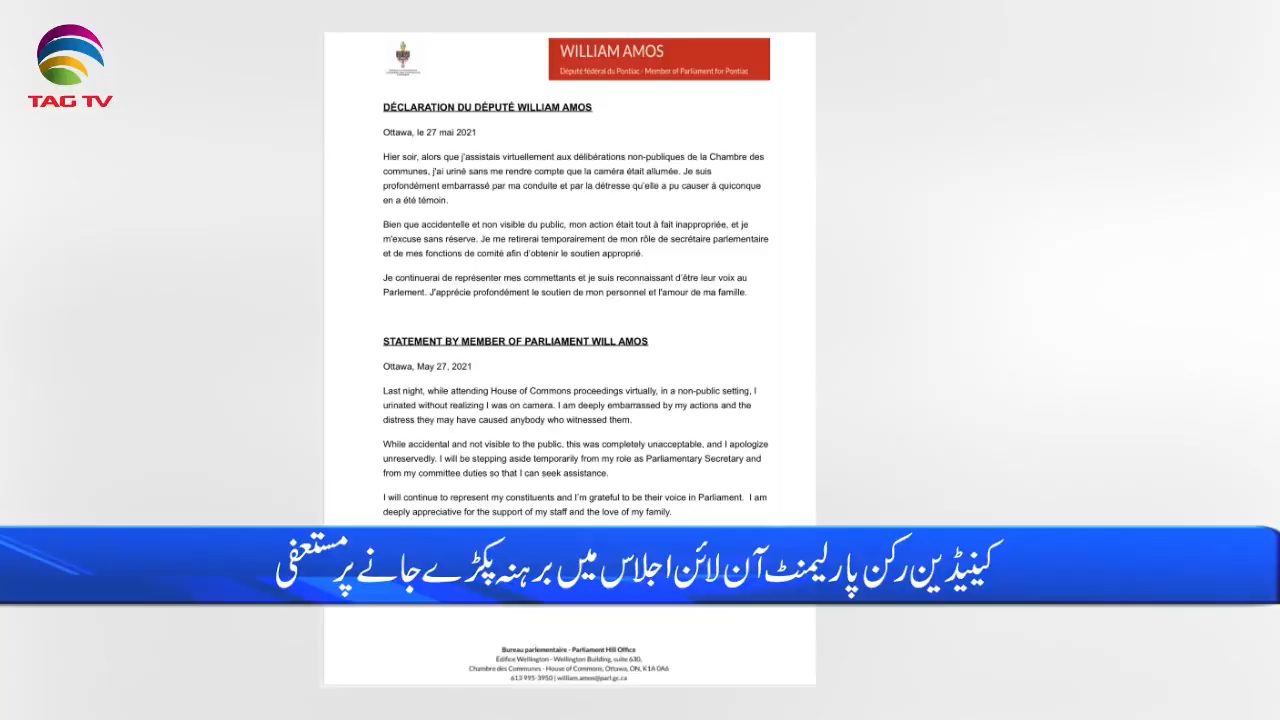 TAG TV
WILLIAM AMOS
Député fédéral du Pontiac - Member of Parliament for Pontiac
DÉCLARATION DU DÉPUTÉ WILLIAM AMOS
Ottawa, le 27 mai 2021
Hier soir, alors que j'assistais virtuellement aux délibérations non-publiques de la Chambre des
communes, j'ai uriné sans me rendre compte que la caméra était allumée. Je suis
profondément embarrassé par ma conduite et par la détresse qu'elle a pu causer à quiconque
en a été témoin.
Bien que accidentelle et non visible du public, mon action était tout à fait inappropriée, et je
m'excuse sans réserve. Je me retirerai temporairement de mon rôle de secrétaire parlementaire
et de mes fonctions de comité afin d'obtenir le soutien approprié.
Je continuerai de représenter mes commettants et je suis reconnaissant d'être leur voix au
Parlement. J'apprécie profondément le soutien de mon personnel et l'amour de ma famille.
STATEMENT BY MEMBER OF PARLIAMENT WILL AMOS
Ottawa, May 27, 2021
Last night, while attending House of Commons proceedings virtually, in a non-public setting, I
urinated without realizing I was on camera. I am deeply embarrassed by my actions and the
distress they may have caused anybody who witnessed them.
While accidental and not visible to the public, this was completely unacceptable, and I apologize
unreservedly. I will be stepping aside temporarily from my role as Parliamentary Secretary and
from my committee duties so that I can seek assistance.
I will continue to represent my constituents and I'm grateful to be their voice in Parliament. I am
deeply appreciative for the support of my staff and the love of my family.
کینیڈین رکن پارلیمنٹ آن لائن اجلاس میں برہنہ پکڑے جانے پر مستعفی
Bureau parlementaire - Parliament Hill Office
Édifice Wellington - Wellington Building, suite 630,
Chambre des Communes - House of Commons, Ottawa, ON, K1A 0A6
613 995-3950 | william.amos@parl.gc.ca